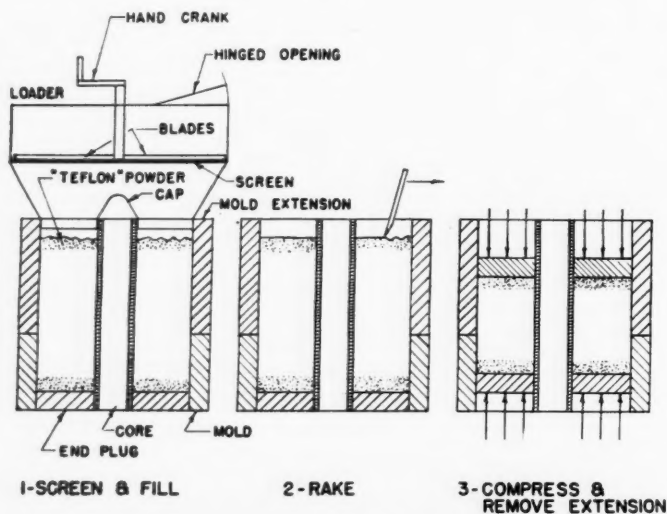 HAND CRANK
HINGED OPENING
LOADER
BLADES
SCREEN
"TEFLON" POWDER
CAP
MOLD EXTENSION
CORE
MOLD
END PLUG
1-SCREEN & FILL
2-RAKE
3-COMPRESS &
REMOVE EXTENSION